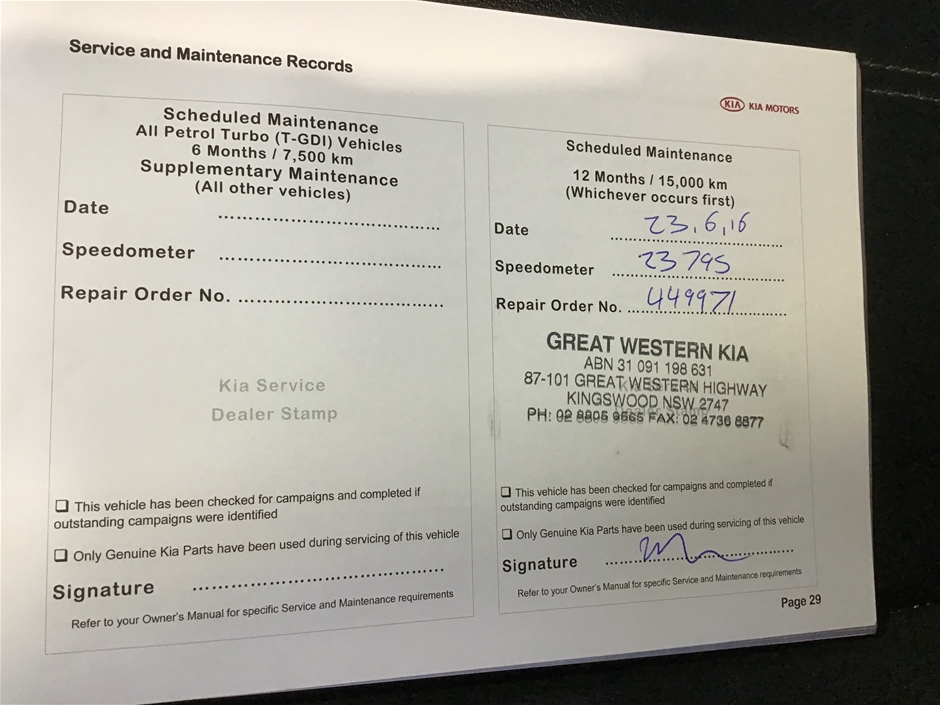 Service and Maintenance Records
KIA KIA MOTORS
Scheduled Maintenance
All Petrol Turbo (T-GDI) Vehicles
6 Months / 7,500 km
Supplementary Maintenance
(All other vehicles)
Date
Speedometer
Repair Order No.
Kia Service
Dealer Stamp
❏ This vehicle has been checked for campaigns and completed if
outstanding campaigns were identified
❏ Only Genuine Kia Parts have been used during servicing of this vehicle
Signature
Refer to your Owner's Manual for specific Service and Maintenance requirements
Scheduled Maintenance
12 Months / 15,000 km
(Whichever occurs first)
Date 23.6.16
Speedometer 23795
Repair Order No. 449971
GREAT WESTERN KIA
ABN 31 091 198 631
87-101 GREAT WESTERN HIGHWAY
KINGSWOOD NSW 2747
PH: 02 FAX: 02 4736 8877
❏ This vehicle has been checked for campaigns and completed if
outstanding campaigns were identified
❏ Only Genuine Kia Parts have been used during servicing of this vehicle
Signature
Refer to your Owner's Manual for specific Service and Maintenance requirements
Page 29